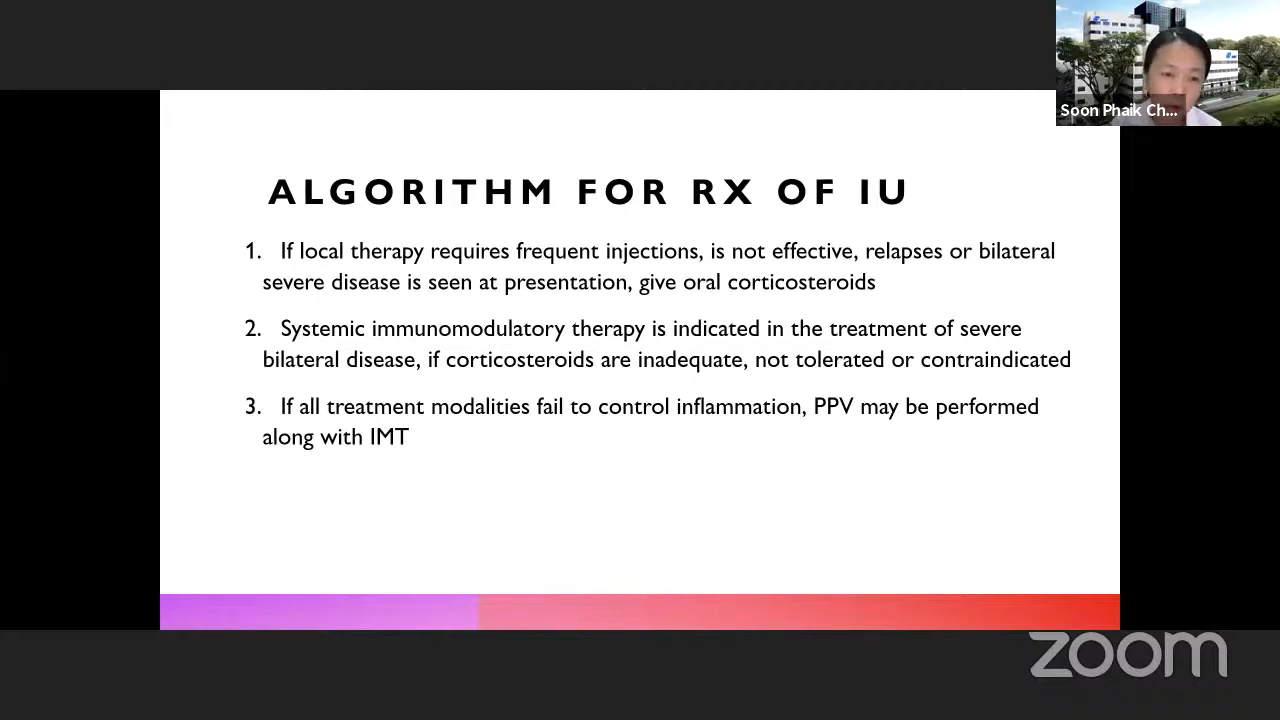 Soon Phaik Ch...
ALGORITHM FOR RX OF IU
1. If local therapy requires frequent injections, is not effective, relapses or bilateral
severe disease is seen at presentation, give oral corticosteroids
2. Systemic immunomodulatory therapy is indicated in the treatment of severe
bilateral disease, if corticosteroids are inadequate, not tolerated or contraindicated
3. If all treatment modalities fail to control inflammation, PPV may be performed
along with IMT
zoom